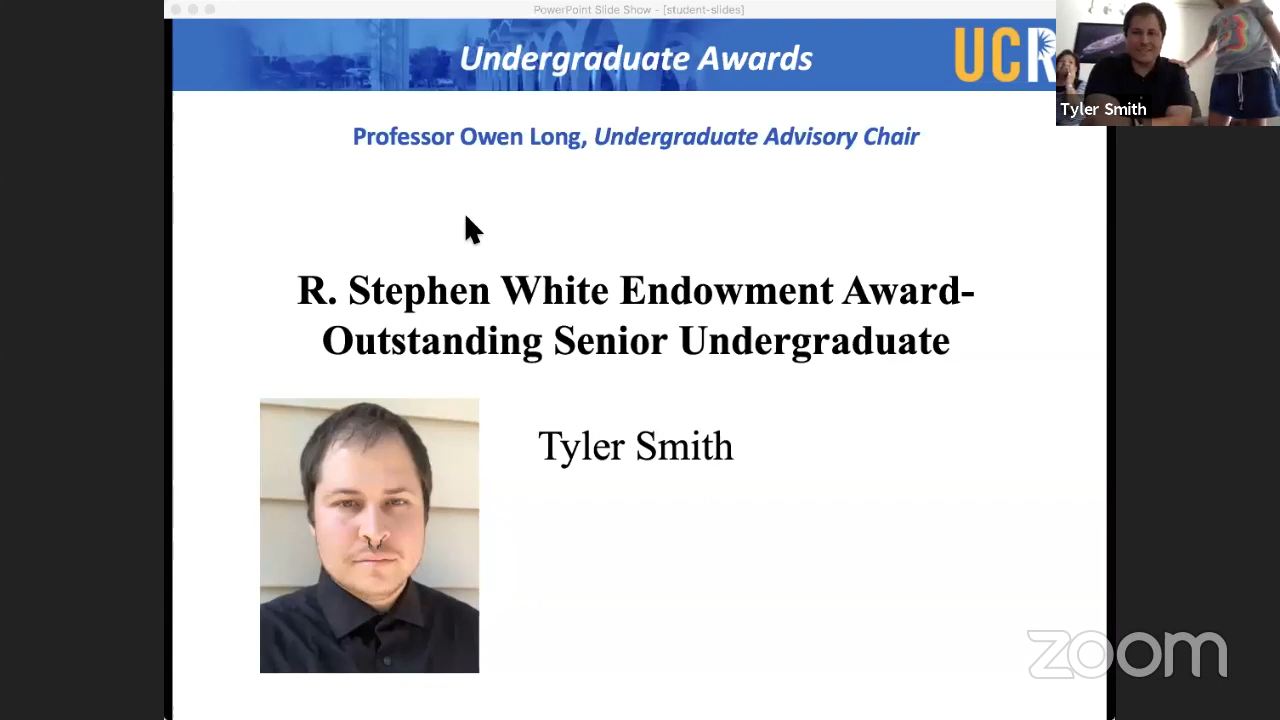 PowerPoint Slide Show - [student-slides]
Undergraduate Awards
UCR
Tyler Smith
Professor Owen Long, Undergraduate Advisory Chair
R. Stephen White Endowment Award-
Outstanding Senior Undergraduate
Tyler Smith
zoom